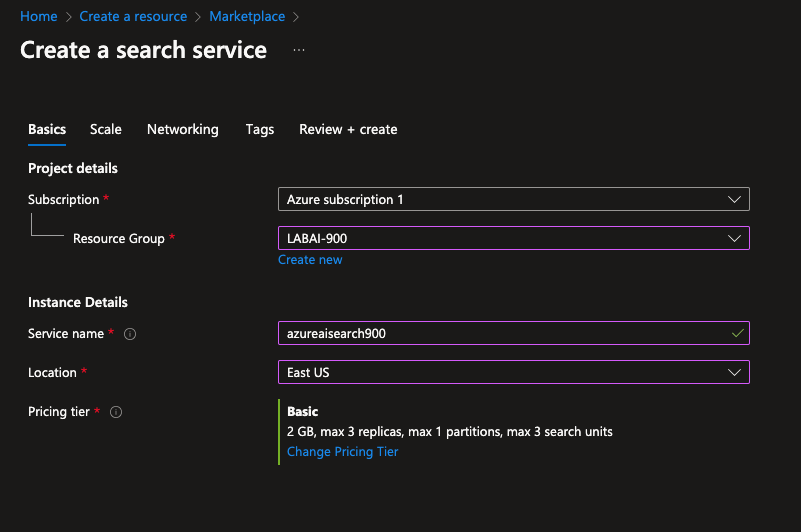 Home > Create a resource > Marketplace >
Create a search service ...
Basics Scale Networking Tags Review + create
Project details
Subscription * Azure subscription 1
Resource Group * LABAI-900
Create new
Instance Details
Service name * azureaisearch900
Location * East US
Pricing tier * Basic
2 GB, max 3 replicas, max 1 partitions, max 3 search units
Change Pricing Tier